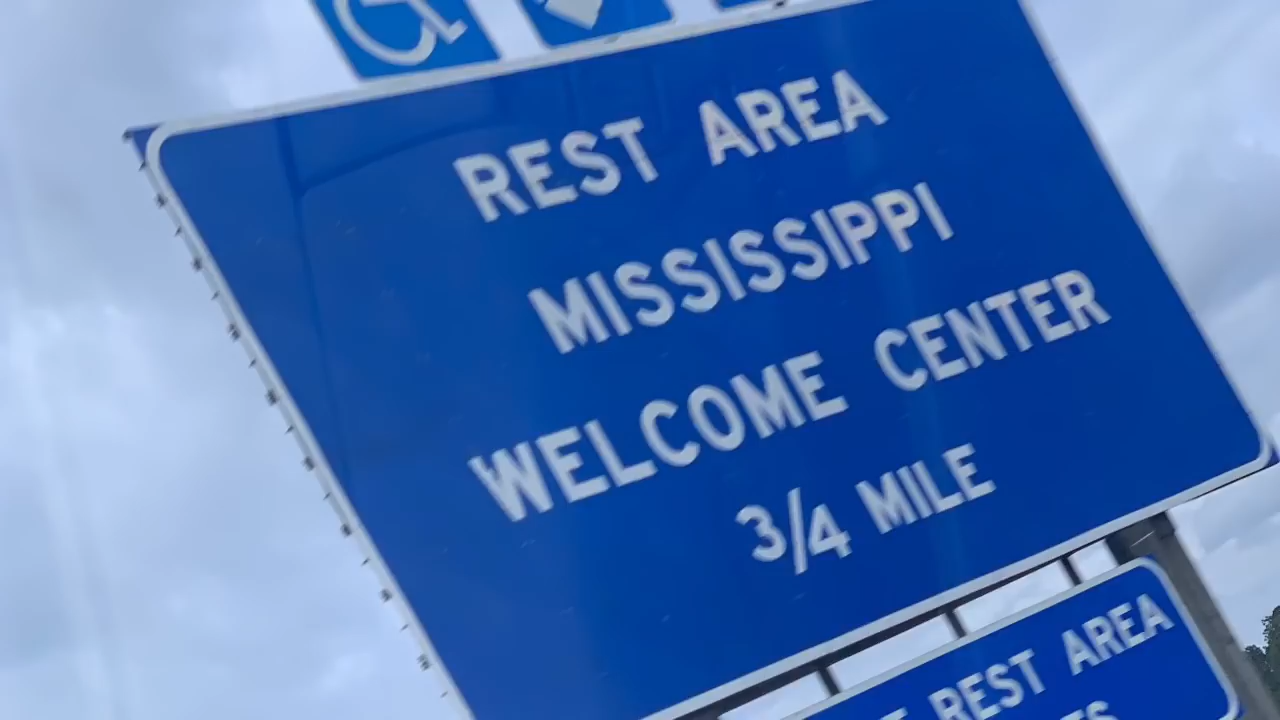 REST AREA
MISSISSIPPI
WELCOME CENTER
3/4 MILE
REST AREA